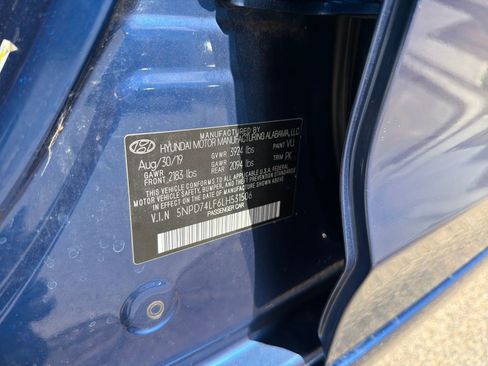 MANUFACTURED BY
HYUNDAI MOTOR MANUFACTURING ALABAMA, LLC
Aug/30/19 GVWR 3924 lbs PAINT VU
GAWR FRONT 2183 lbs GAWR REAR 2094 lbs TRIM PK
THIS VEHICLE CONFORMS TO ALL APPLICABLE FEDERAL
MOTOR VEHICLE SAFETY, BUMPER, AND THEFT PREVENTION STANDARDS
IN EFFECT ON THE DATE OF MANUFACTURE SHOWN ABOVE.
V.I.N 5NPD74LF6LH531506
PASSENGER CAR